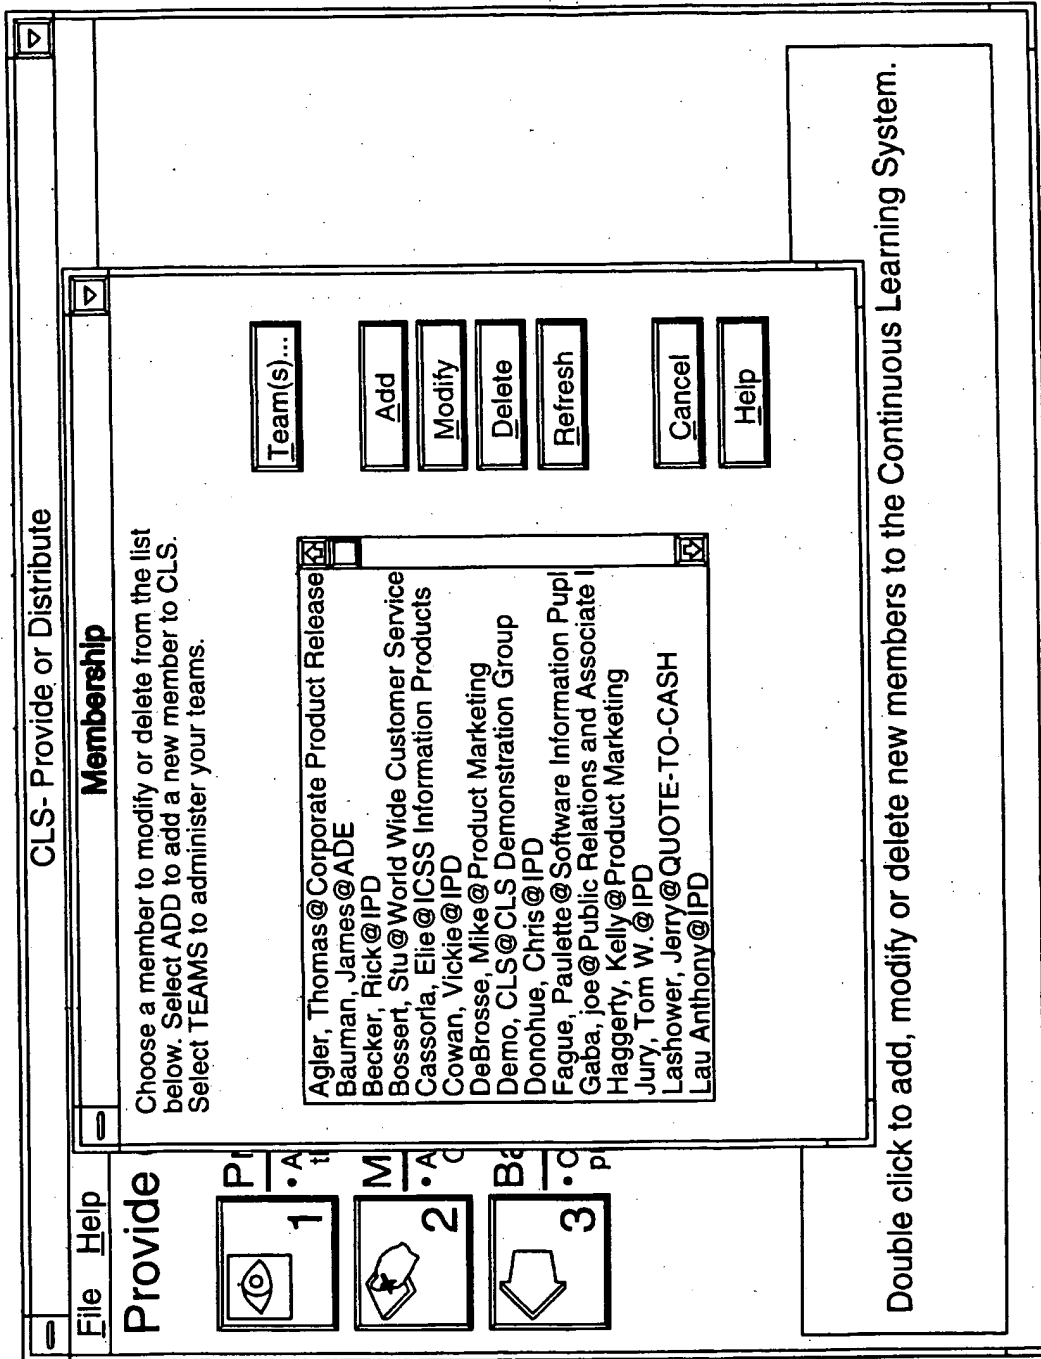 CLS- Provide or Distribute
File Help
Provide
1
2
3
Membership
Choose a member to modify or delete from the list
below. Select ADD to add a new member to CLS.
Select TEAMS to administer your teams.
Agler, Thomas@Corporate Product Release
Bauman, James@ADE
Becker, Rick@IPD
Bossert, Stu@World Wide Customer Service
Cassorla, Elie@ICSS Information Products
Cowan, Vickie@IPD
DeBrosse, Mike@Product Marketing
Demo, CLS@CLS Demonstration Group
Donohue, Chris@IPD
Fague, Paulette@Software Information Pupl
Gaba, joe@Public Relations and Associate I
Haggerty, Kelly@Product Marketing
Jury, Tom W.@IPD
Lashower, Jerry@QUOTE-TO-CASH
Lau Anthony@IPD
Team(s)...
Add
Modify
Delete
Refresh
Cancel
Help
Double click to add, modify or delete new members to the Continuous Learning System.